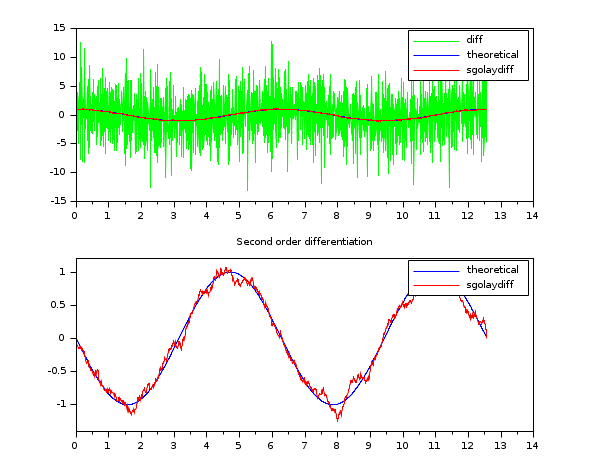 15
10
5
0
-5
-10
-15
diff
theoretical
sgolaydiff
0 1 2 3 4 5 6 7 8 9 10 11 12 13 14
Second order differentiation
1
0.5
0
-0.5
-1
theoretical
sgolaydiff
0 1 2 3 4 5 6 7 8 9 10 11 12 13 14